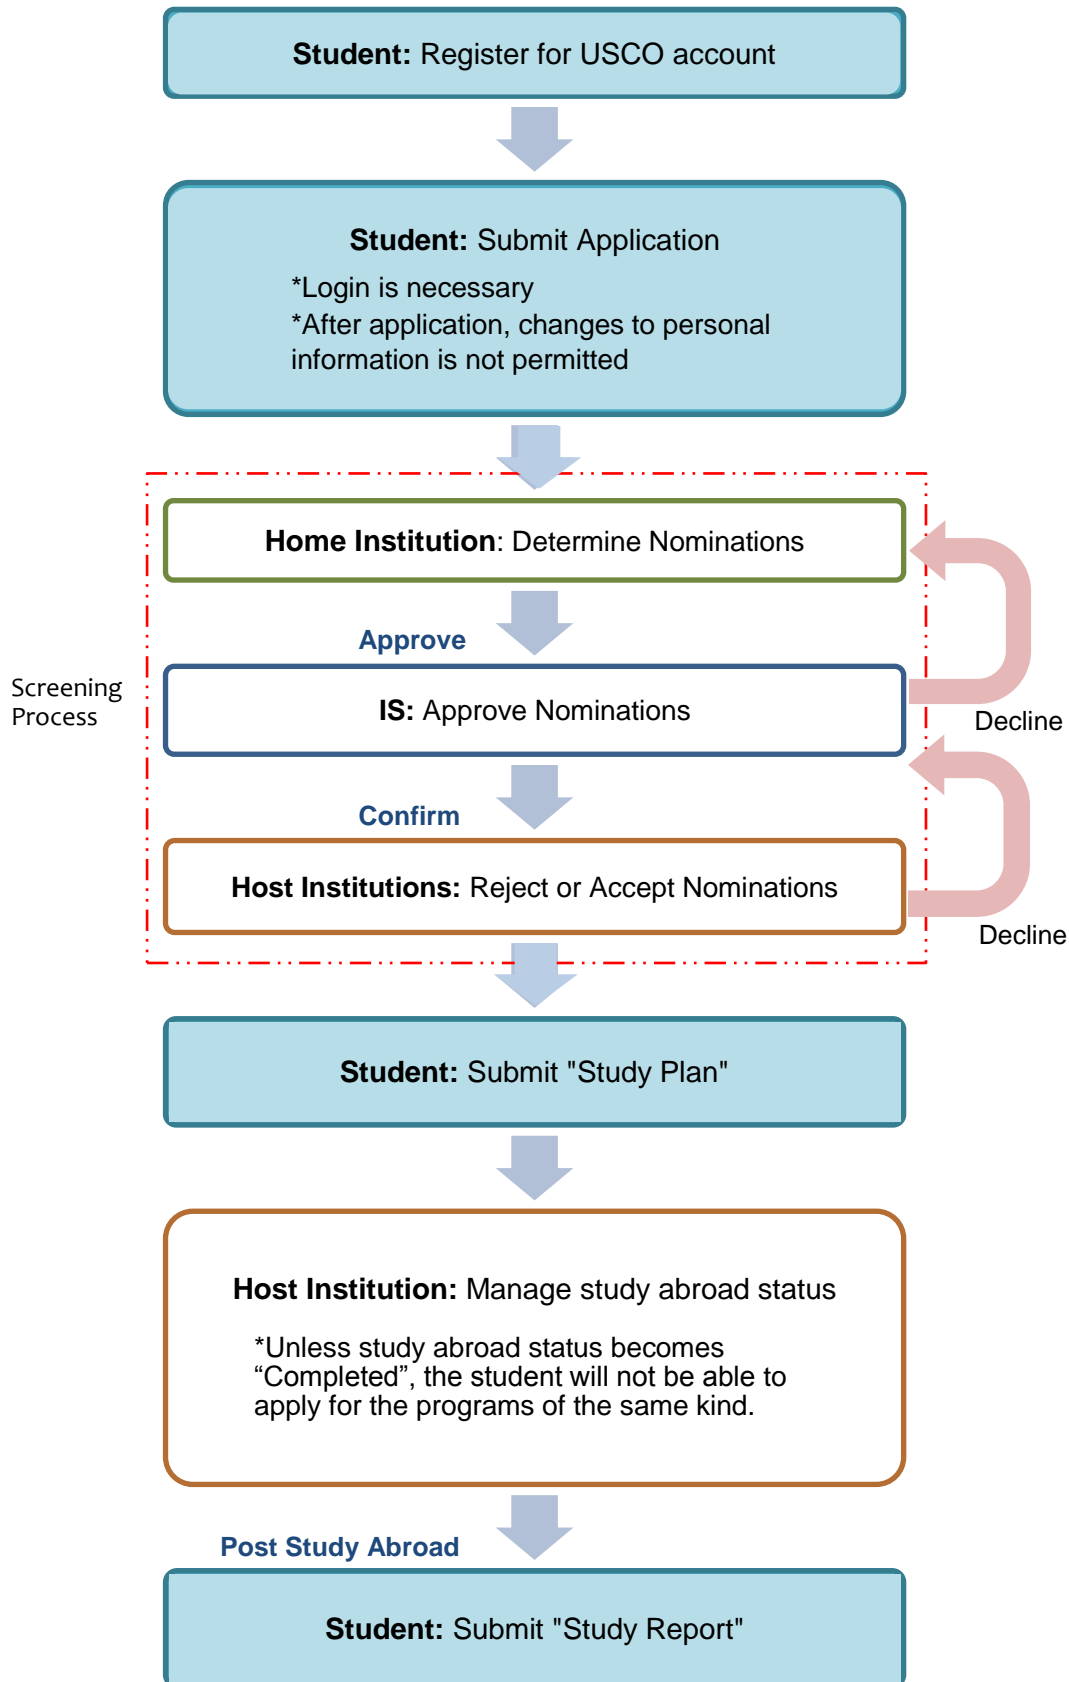 Student: Register for USCO account
Student: Submit Application
*Login is necessary
*After application, changes to personal
information is not permitted
Home Institution: Determine Nominations
Approve
Screening
Process
IS: Approve Nominations
Decline
Confirm
Host Institutions: Reject or Accept Nominations
Decline
Student: Submit "Study Plan"
Host Institution: Manage study abroad status
*Unless study abroad status becomes
“Completed”, the student will not be able to
apply for the programs of the same kind.
Post Study Abroad
Student: Submit "Study Report"